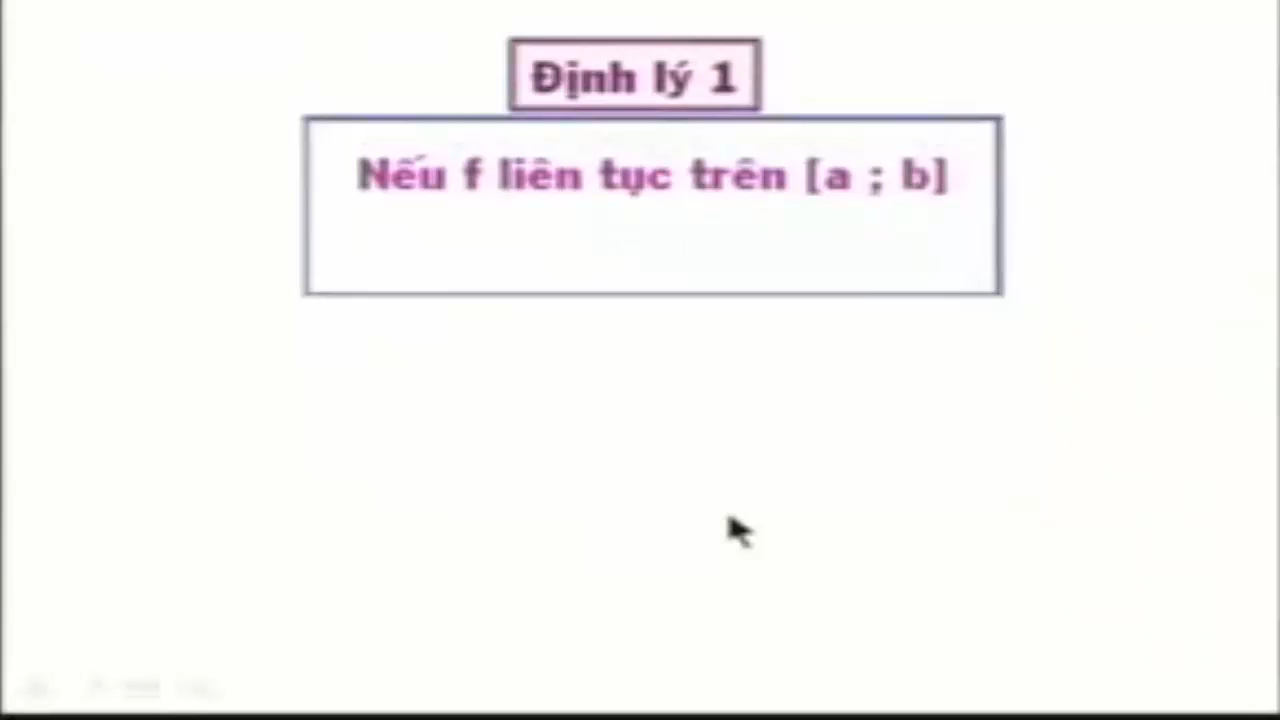 Định lý 1
Nếu f liên tục trên [a ; b]